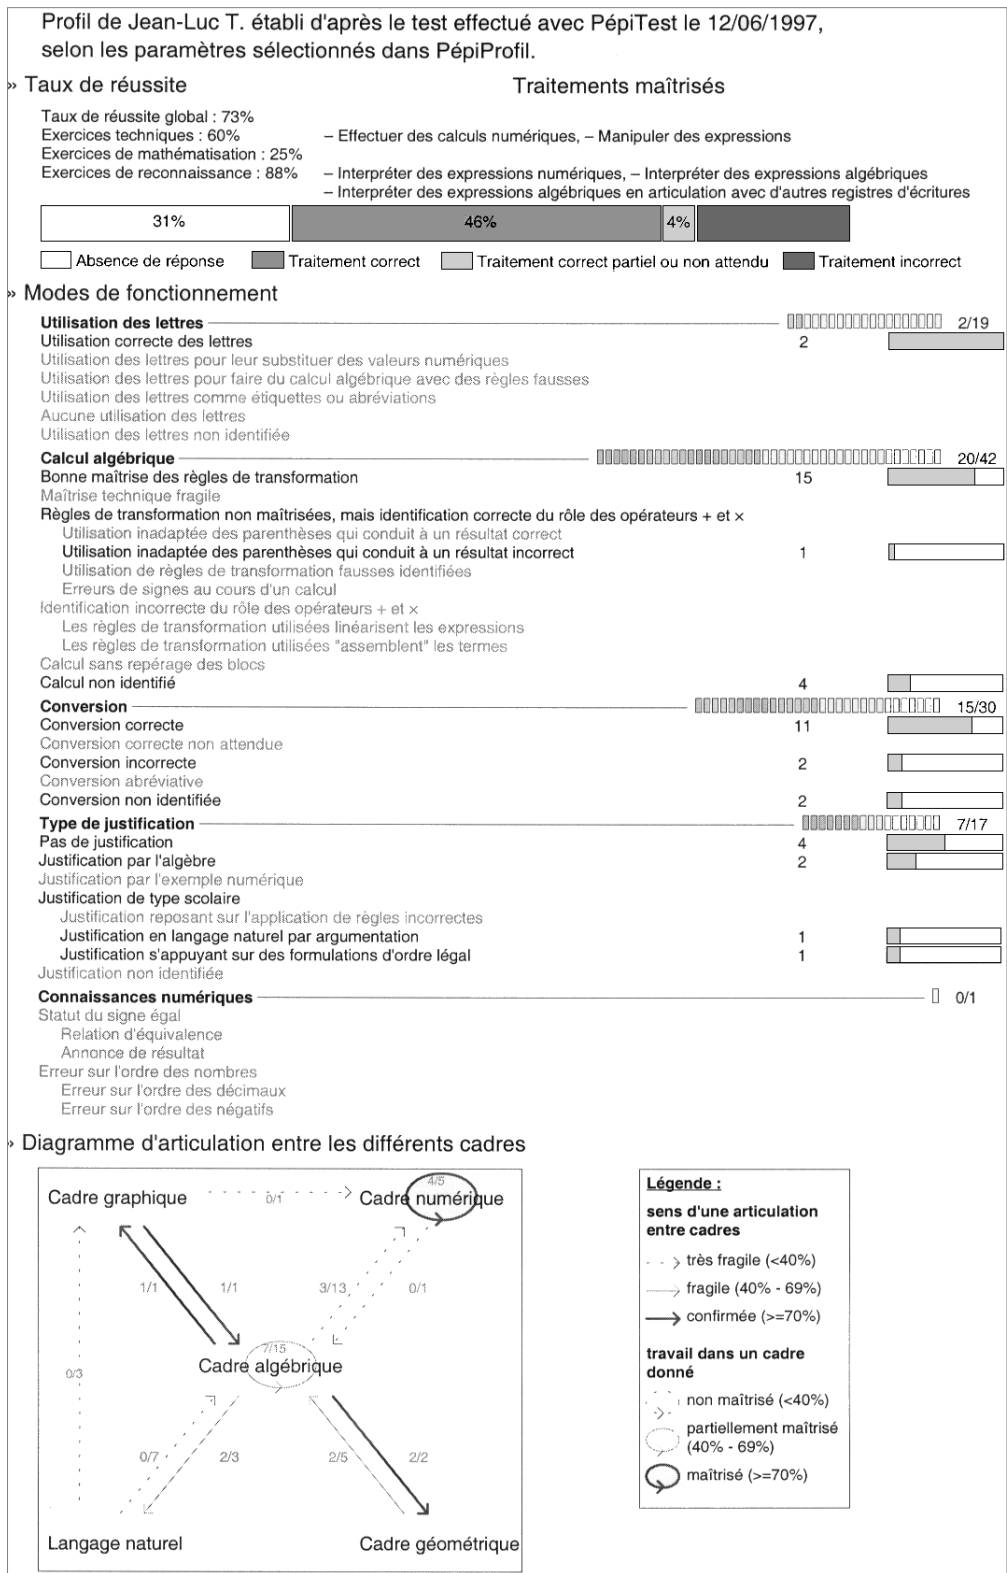 Profil de Jean-Luc T. établi d'après le test effectué avec PépiTest le 12/06/1997,
selon les paramètres sélectionnés dans PépiProfil.
» Taux de réussite Traitements maîtrisés
Taux de réussite global : 73%
Exercices techniques : 60% – Effectuer des calculs numériques, – Manipuler des expressions
Exercices de mathématisation : 25%
Exercices de reconnaissance : 88% – Interpréter des expressions numériques, – Interpréter des expressions algébriques
– Interpréter des expressions algébriques en articulation avec d'autres registres d'écritures
31% 46% 4%
Absence de réponse Traitement correct Traitement correct partiel ou non attendu Traitement incorrect
» Modes de fonctionnement
Utilisation des lettres 2/19
Utilisation correcte des lettres 2
Utilisation des lettres pour leur substituer des valeurs numériques
Utilisation des lettres pour faire du calcul algébrique avec des règles fausses
Utilisation des lettres comme étiquettes ou abréviations
Aucune utilisation des lettres
Utilisation des lettres non identifiée
Calcul algébrique 20/42
Bonne maîtrise des règles de transformation 15
Maîtrise technique fragile
Règles de transformation non maîtrisées, mais identification correcte du rôle des opérateurs + et ×
Utilisation inadaptée des parenthèses qui conduit à un résultat correct
Utilisation inadaptée des parenthèses qui conduit à un résultat incorrect 1
Utilisation de règles de transformation fausses identifiées
Erreurs de signes au cours d'un calcul
Identification incorrecte du rôle des opérateurs + et ×
Les règles de transformation utilisées linéarisent les expressions
Les règles de transformation utilisées "assemblent" les termes
Calcul sans repérage des blocs
Calcul non identifié 4
Conversion 15/30
Conversion correcte 11
Conversion correcte non attendue
Conversion incorrecte 2
Conversion abréviative
Conversion non identifiée 2
Type de justification 7/17
Pas de justification 4
Justification par l'algèbre 2
Justification par l'exemple numérique
Justification de type scolaire
Justification reposant sur l'application de règles incorrectes
Justification en langage naturel par argumentation 1
Justification s'appuyant sur des formulations d'ordre légal 1
Justification non identifiée
Connaissances numériques 0/1
Statut du signe égal
Relation d'équivalence
Annonce de résultat
Erreur sur l'ordre des nombres
Erreur sur l'ordre des décimaux
Erreur sur l'ordre des négatifs
» Diagramme d'articulation entre les différents cadres
4/5
Cadre graphique 0/1 Cadre numérique
1/1 1/1 3/13 0/1
7/15
Cadre algébrique
0/3
0/7 2/3 2/5 2/2
Langage naturel Cadre géométrique
Légende :
sens d'une articulation
entre cadres
très fragile (<40%)
fragile (40% - 69%)
confirmée (>=70%)
travail dans un cadre
donné
non maîtrisé (<40%)
partiellement maîtrisé
(40% - 69%)
maîtrisé (>=70%)